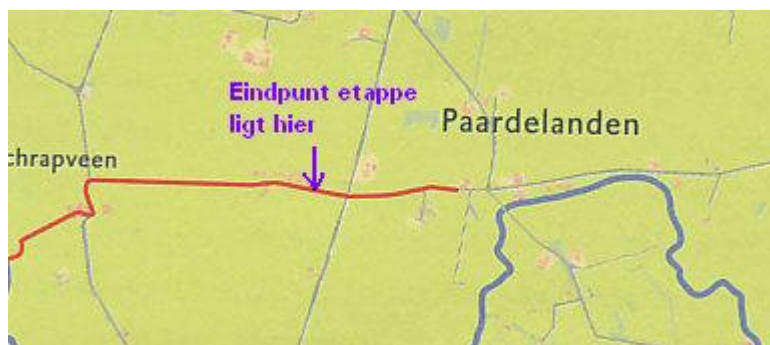 Eindpunt etappe
ligt hier
Paardelanden
chrapveen